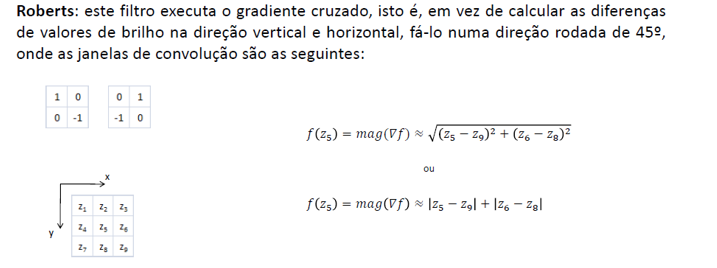 Roberts: este filtro executa o gradiente cruzado, isto é, em vez de calcular as diferenças
de valores de brilho na direção vertical e horizontal, fá-lo numa direção rodada de 45º,
onde as janelas de convolução são as seguintes:
1 0 0 1
0 -1 -1 0
f(z₅) = mag(∇f) ≈ √((z₅ − z₉)² + (z₆ − z₈)²)
ou
x
y
z₁ z₂ z₃
z₄ z₅ z₆
z₇ z₈ z₉
f(z₅) = mag(∇f) ≈ |z₅ − z₉| + |z₆ − z₈|